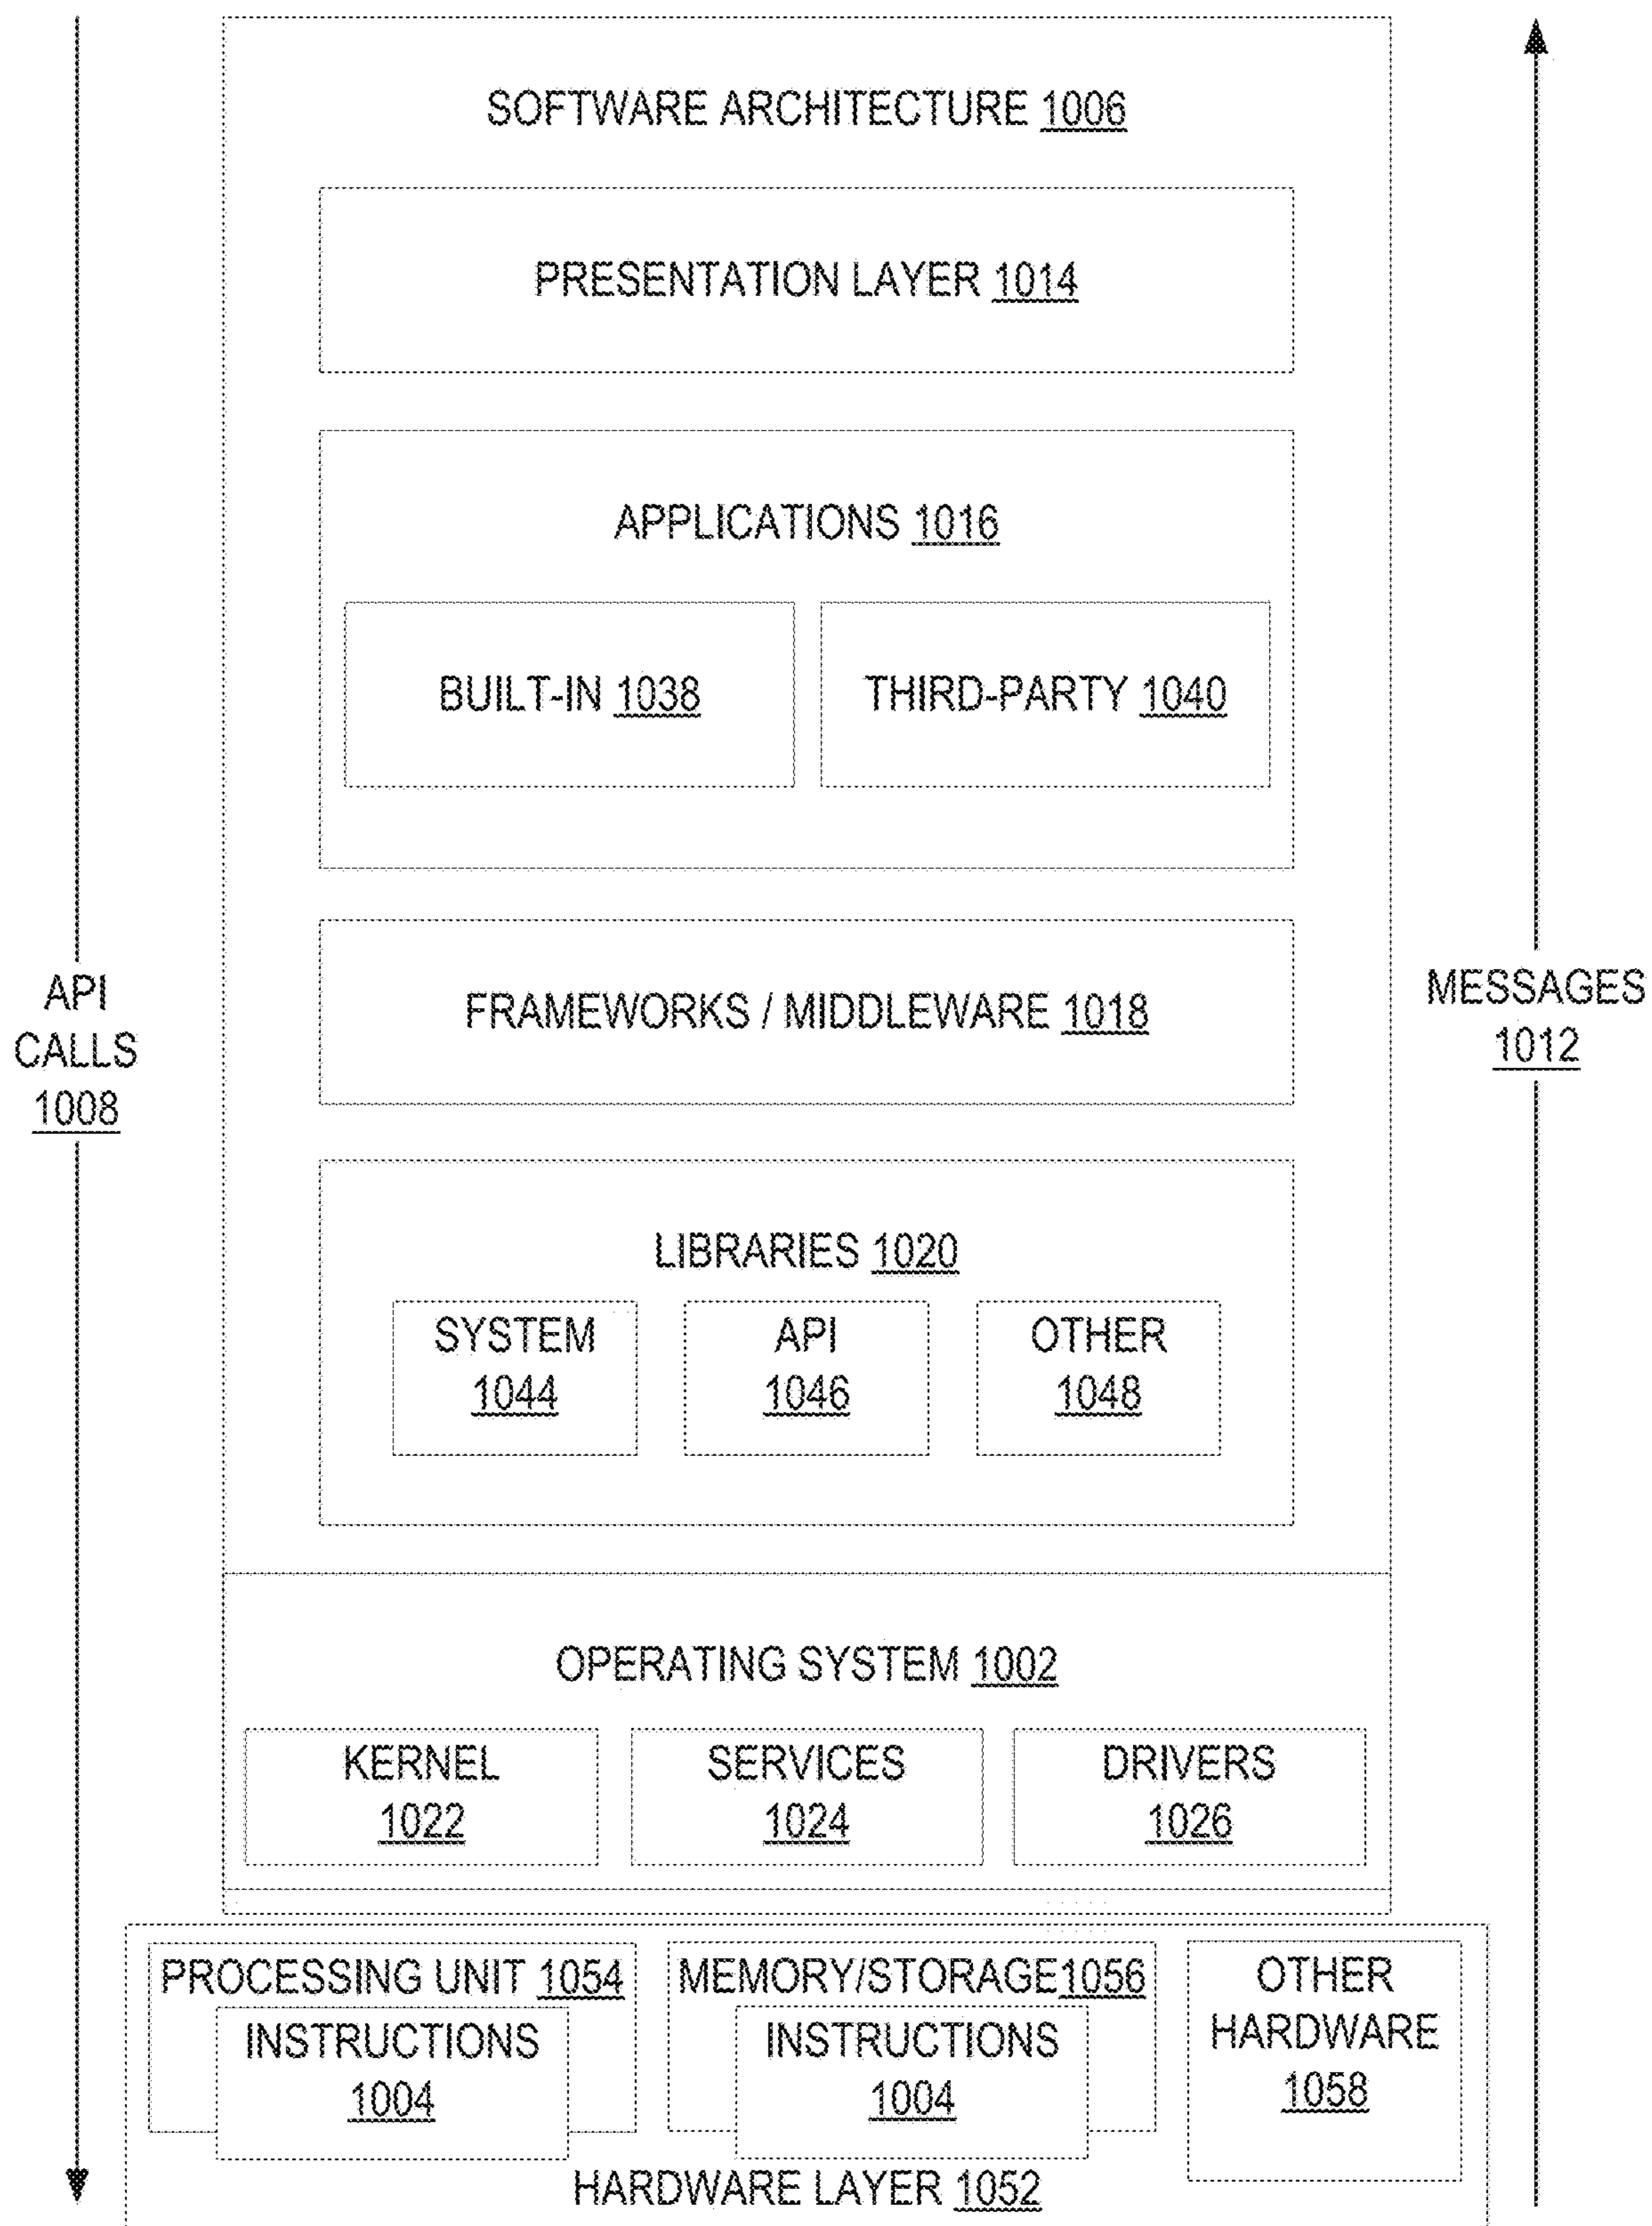 SOFTWARE ARCHITECTURE 1006
PRESENTATION LAYER 1014
APPLICATIONS 1016
BUILT-IN 1038
THIRD-PARTY 1040
FRAMEWORKS / MIDDLEWARE 1018
API
CALLS
1008
MESSAGES
1012
LIBRARIES 1020
SYSTEM
1044
API
1046
OTHER
1048
OPERATING SYSTEM 1002
KERNEL
1022
SERVICES
1024
DRIVERS
1026
PROCESSING UNIT 1054
INSTRUCTIONS
1004
MEMORY/STORAGE1056
INSTRUCTIONS
1004
OTHER
HARDWARE
1058
HARDWARE LAYER 1052